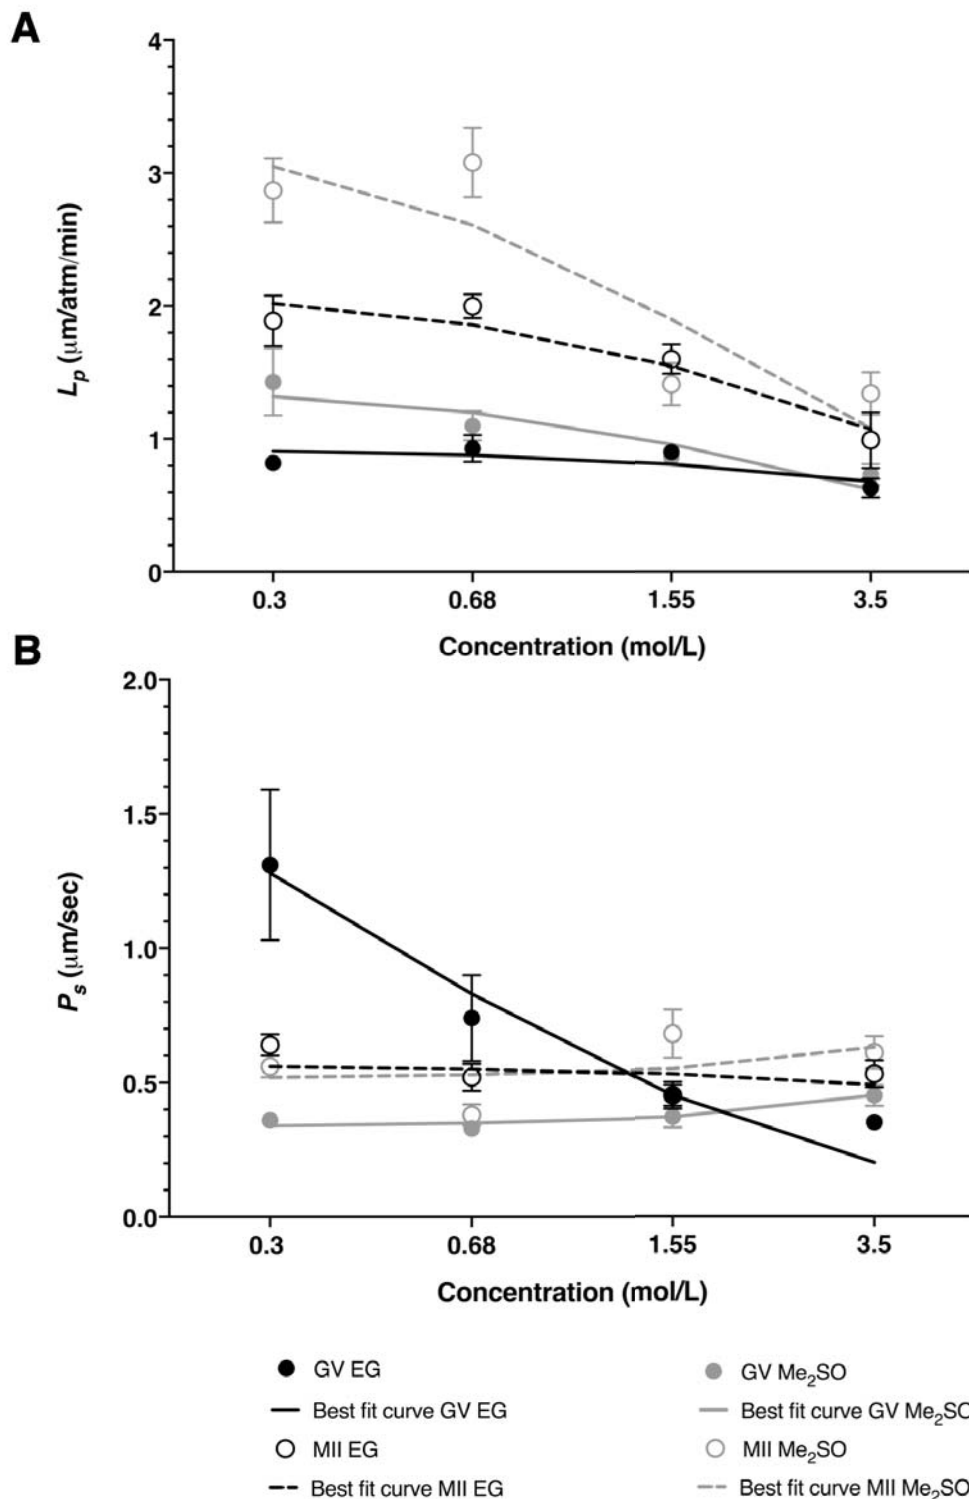 A
4
3
2
1
0
L_p (μm/atm/min)
0.3 0.68 1.55 3.5
Concentration (mol/L)
B
2.0
1.5
1.0
0.5
0.0
P_s (μm/sec)
0.3 0.68 1.55 3.5
Concentration (mol/L)
GV EG GV Me₂SO
Best fit curve GV EG Best fit curve GV Me₂SO
MII EG MII Me₂SO
Best fit curve MII EG Best fit curve MII Me₂SO